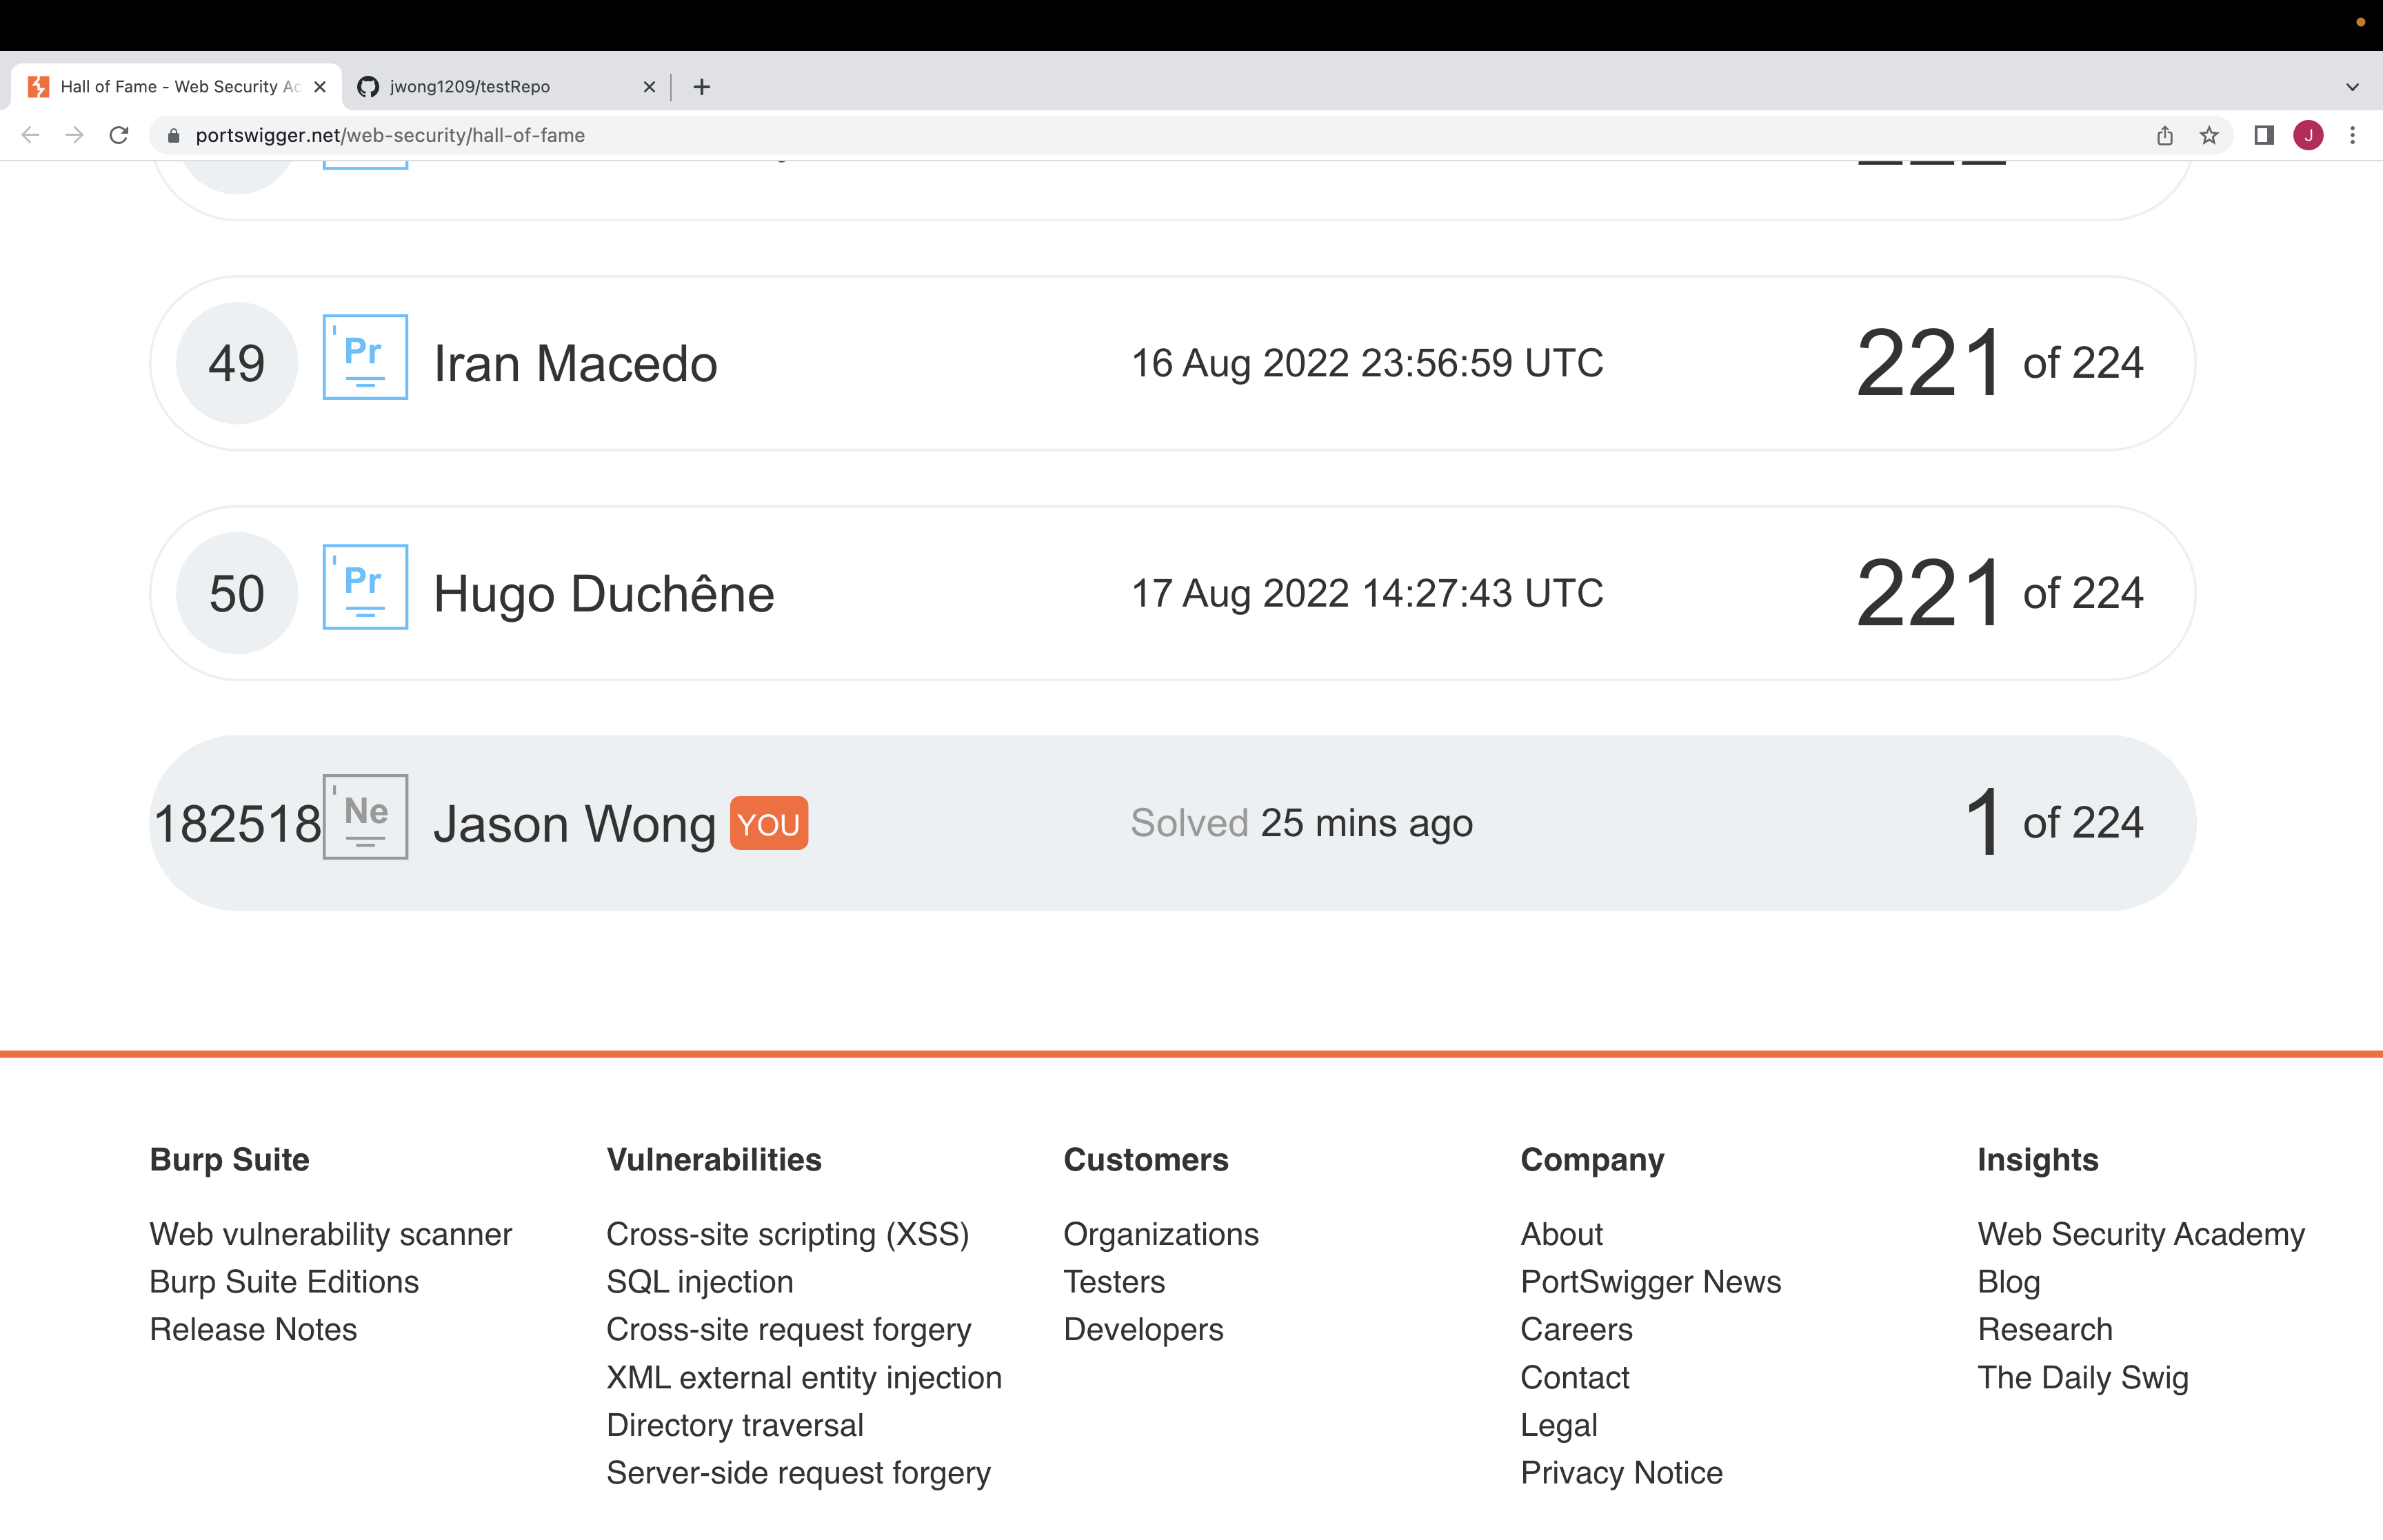 Hall of Fame - Web Security Ac
jwong1209/testRepo
portswigger.net/web-security/hall-of-fame
J
49 Pr Iran Macedo 16 Aug 2022 23:56:59 UTC 221 of 224
50 Pr Hugo Duchêne 17 Aug 2022 14:27:43 UTC 221 of 224
182518 Ne Jason Wong YOU Solved 25 mins ago 1 of 224
Burp Suite
Web vulnerability scanner
Burp Suite Editions
Release Notes
Vulnerabilities
Cross-site scripting (XSS)
SQL injection
Cross-site request forgery
XML external entity injection
Directory traversal
Server-side request forgery
Customers
Organizations
Testers
Developers
Company
About
PortSwigger News
Careers
Contact
Legal
Privacy Notice
Insights
Web Security Academy
Blog
Research
The Daily Swig